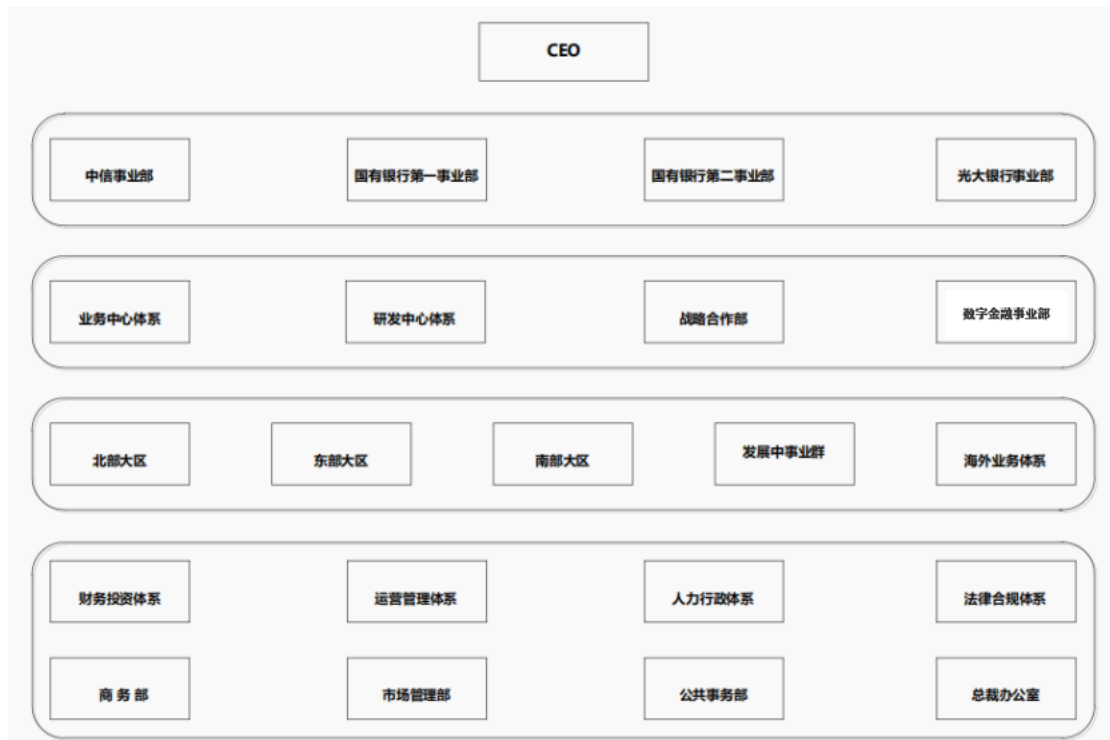 CEO
中信事业部
国有银行第一事业部
国有银行第二事业部
光大银行事业部
业务中心体系
研发中心体系
战略合作部
数字金融事业部
北部大区
东部大区
南部大区
发展中事业群
海外业务体系
财务投资体系
运营管理体系
人力行政体系
法律合规体系
商 务 部
市场管理部
公共事务部
总裁办公室